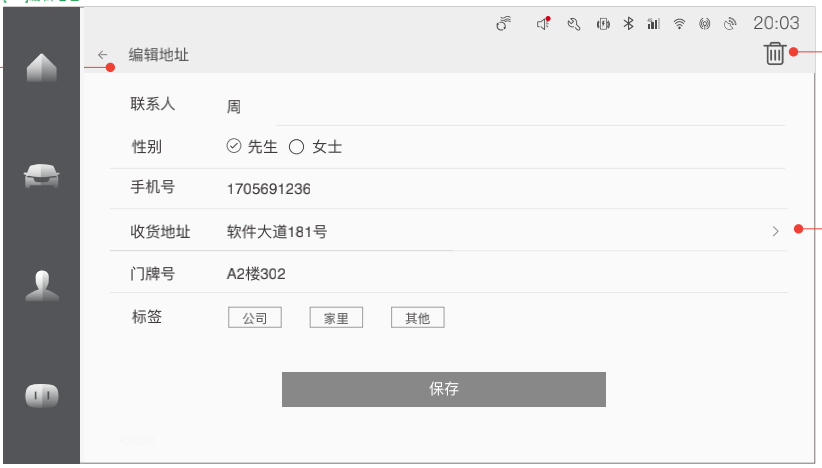 20:03
编辑地址
联系人 周
性别 先生 女士
手机号 1705691236
收货地址 软件大道181号
门牌号 A2楼302
标签 公司 家里 其他
保存